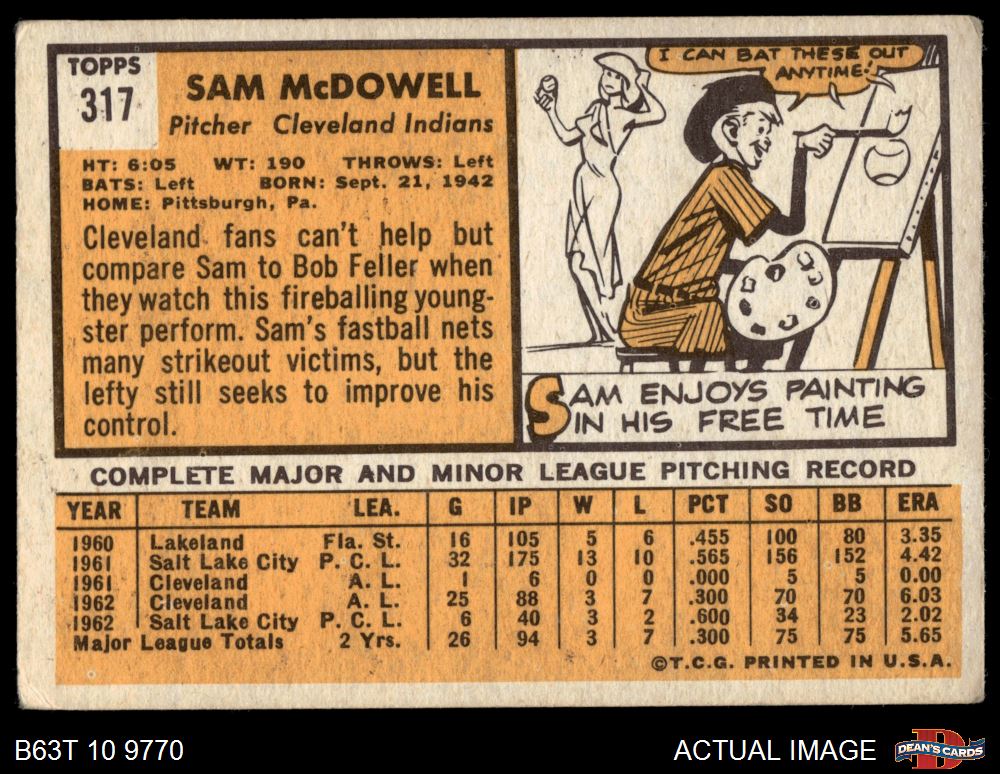 TOPPS
317
SAM McDOWELL
Pitcher Cleveland Indians
HT: 6:05 WT: 190 THROWS: Left
BATS: Left BORN: Sept. 21, 1942
HOME: Pittsburgh, Pa.
Cleveland fans can't help but
compare Sam to Bob Feller when
they watch this fireballing young-
ster perform. Sam's fastball nets
many strikeout victims, but the
lefty still seeks to improve his
control.
I CAN BAT THESE OUT
ANYTIME!
SAM ENJOYS PAINTING
IN HIS FREE TIME
COMPLETE MAJOR AND MINOR LEAGUE PITCHING RECORD
YEAR TEAM LEA. G IP W L PCT SO BB ERA
1960 Lakeland Fla. St. 16 105 5 6 .455 100 80 3.35
1961 Salt Lake City P. C. L. 32 175 13 10 .565 156 152 4.42
1961 Cleveland A. L. 1 6 0 0 .000 5 5 0.00
1962 Cleveland A. L. 25 88 3 7 .300 70 70 6.03
1962 Salt Lake City P. C. L. 6 40 3 2 .600 34 23 2.02
Major League Totals 2 Yrs. 26 94 3 7 .300 75 75 5.65
©T.C.G. PRINTED IN U.S.A.
B63T 10 9770
ACTUAL IMAGE
DEAN'S CARDS